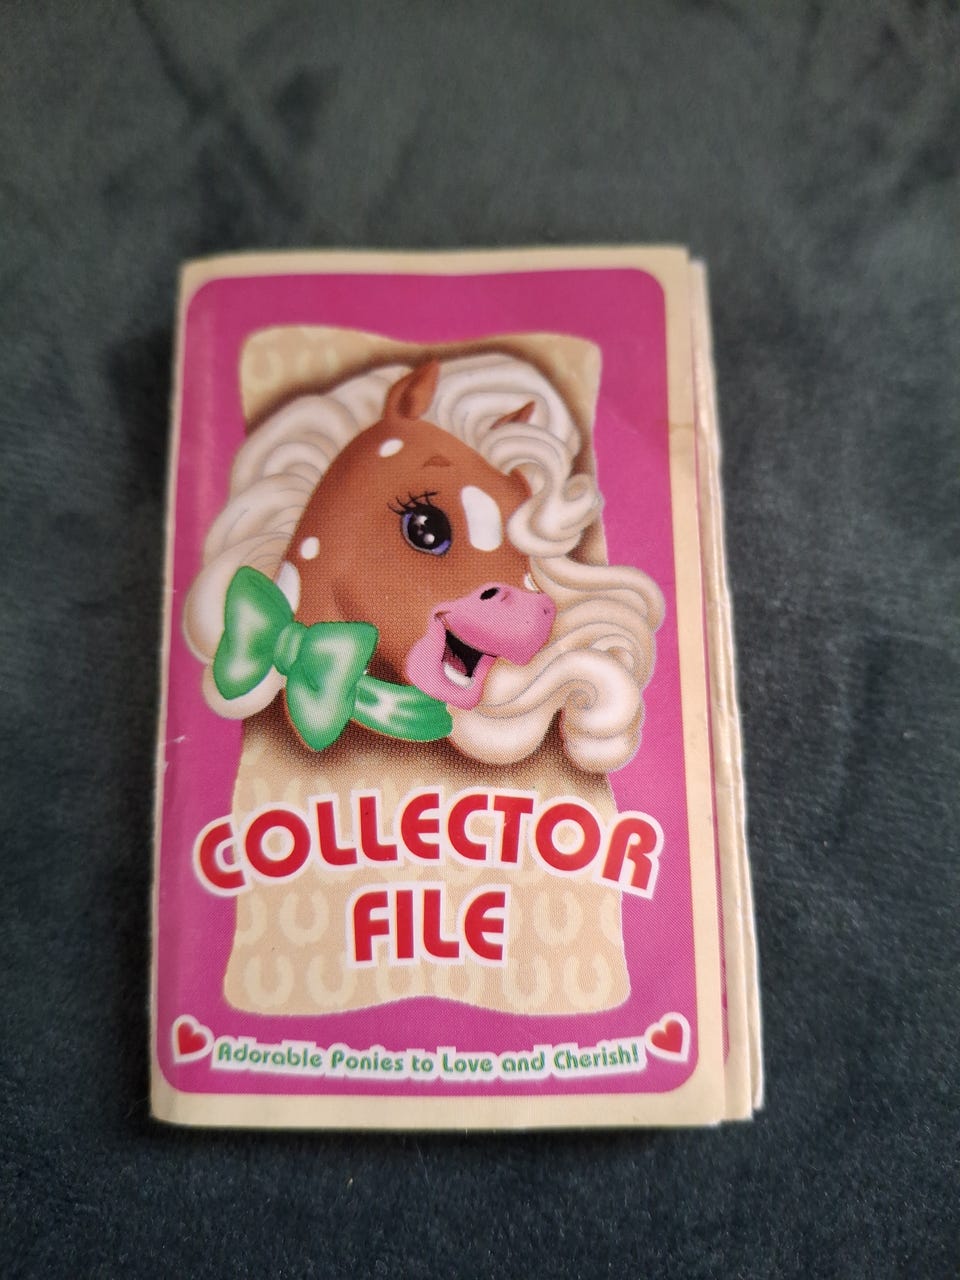 COLLECTOR
FILE
Adorable Ponies to Love and Cherish!